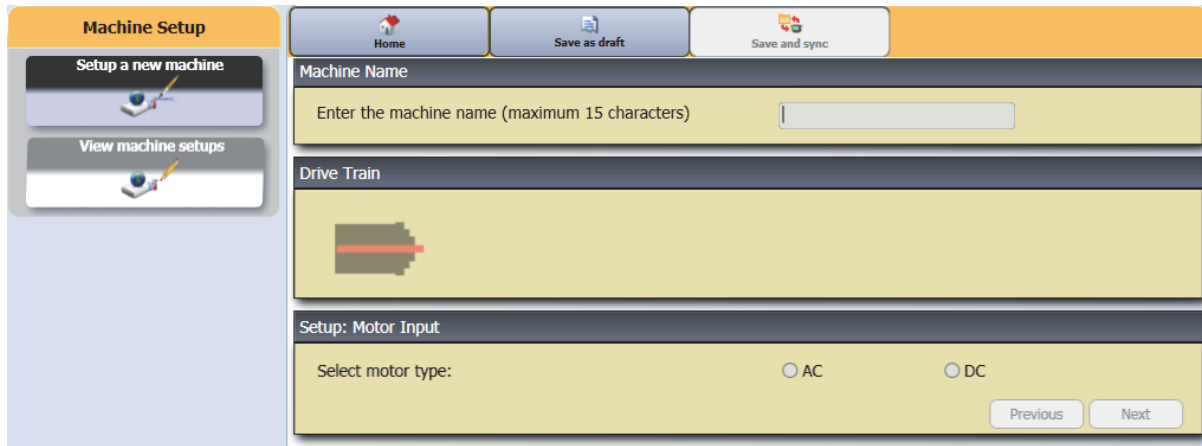 Machine Setup
Setup a new machine
View machine setups
Home
Save as draft
Save and sync
Machine Name
Enter the machine name (maximum 15 characters)
Drive Train
Setup: Motor Input
Select motor type:
AC
DC
Previous
Next